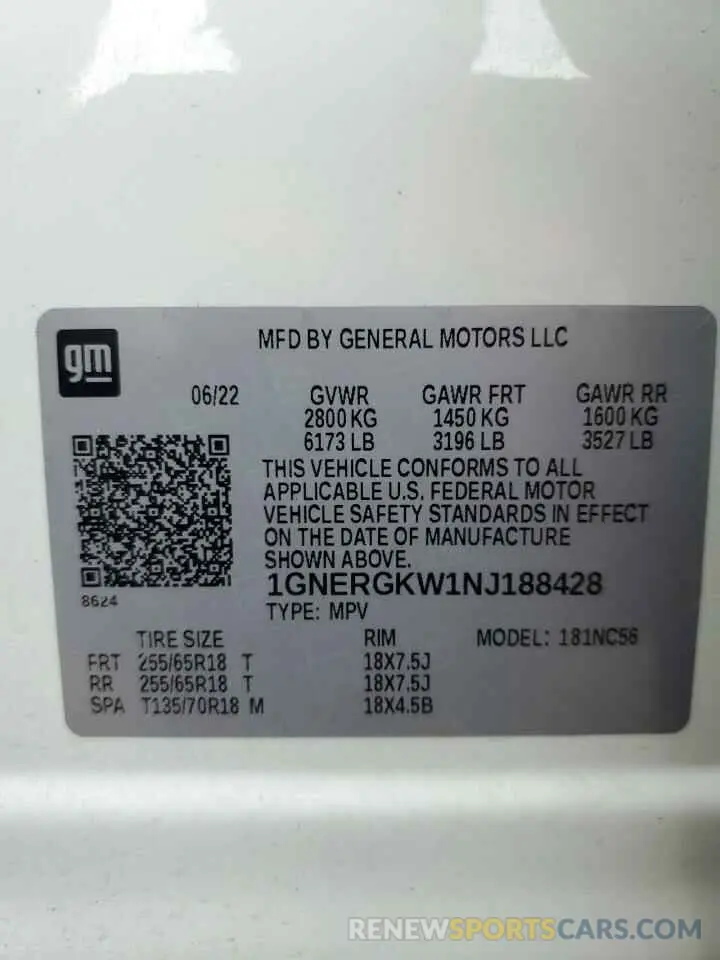 MFD BY GENERAL MOTORS LLC
gm
06/22 GVWR GAWR FRT GAWR RR
2800 KG 1450 KG 1600 KG
6173 LB 3196 LB 3527 LB
THIS VEHICLE CONFORMS TO ALL
APPLICABLE U.S. FEDERAL MOTOR
VEHICLE SAFETY STANDARDS IN EFFECT
ON THE DATE OF MANUFACTURE
SHOWN ABOVE.
1GNERGKW1NJ188428
8624
TYPE: MPV
TIRE SIZE RIM MODEL: 181NC56
FRT 255/65R18 T 18X7.5J
RR 255/65R18 T 18X7.5J
SPA T135/70R18 M 18X4.5B
RENEWSPORTSCARS.COM